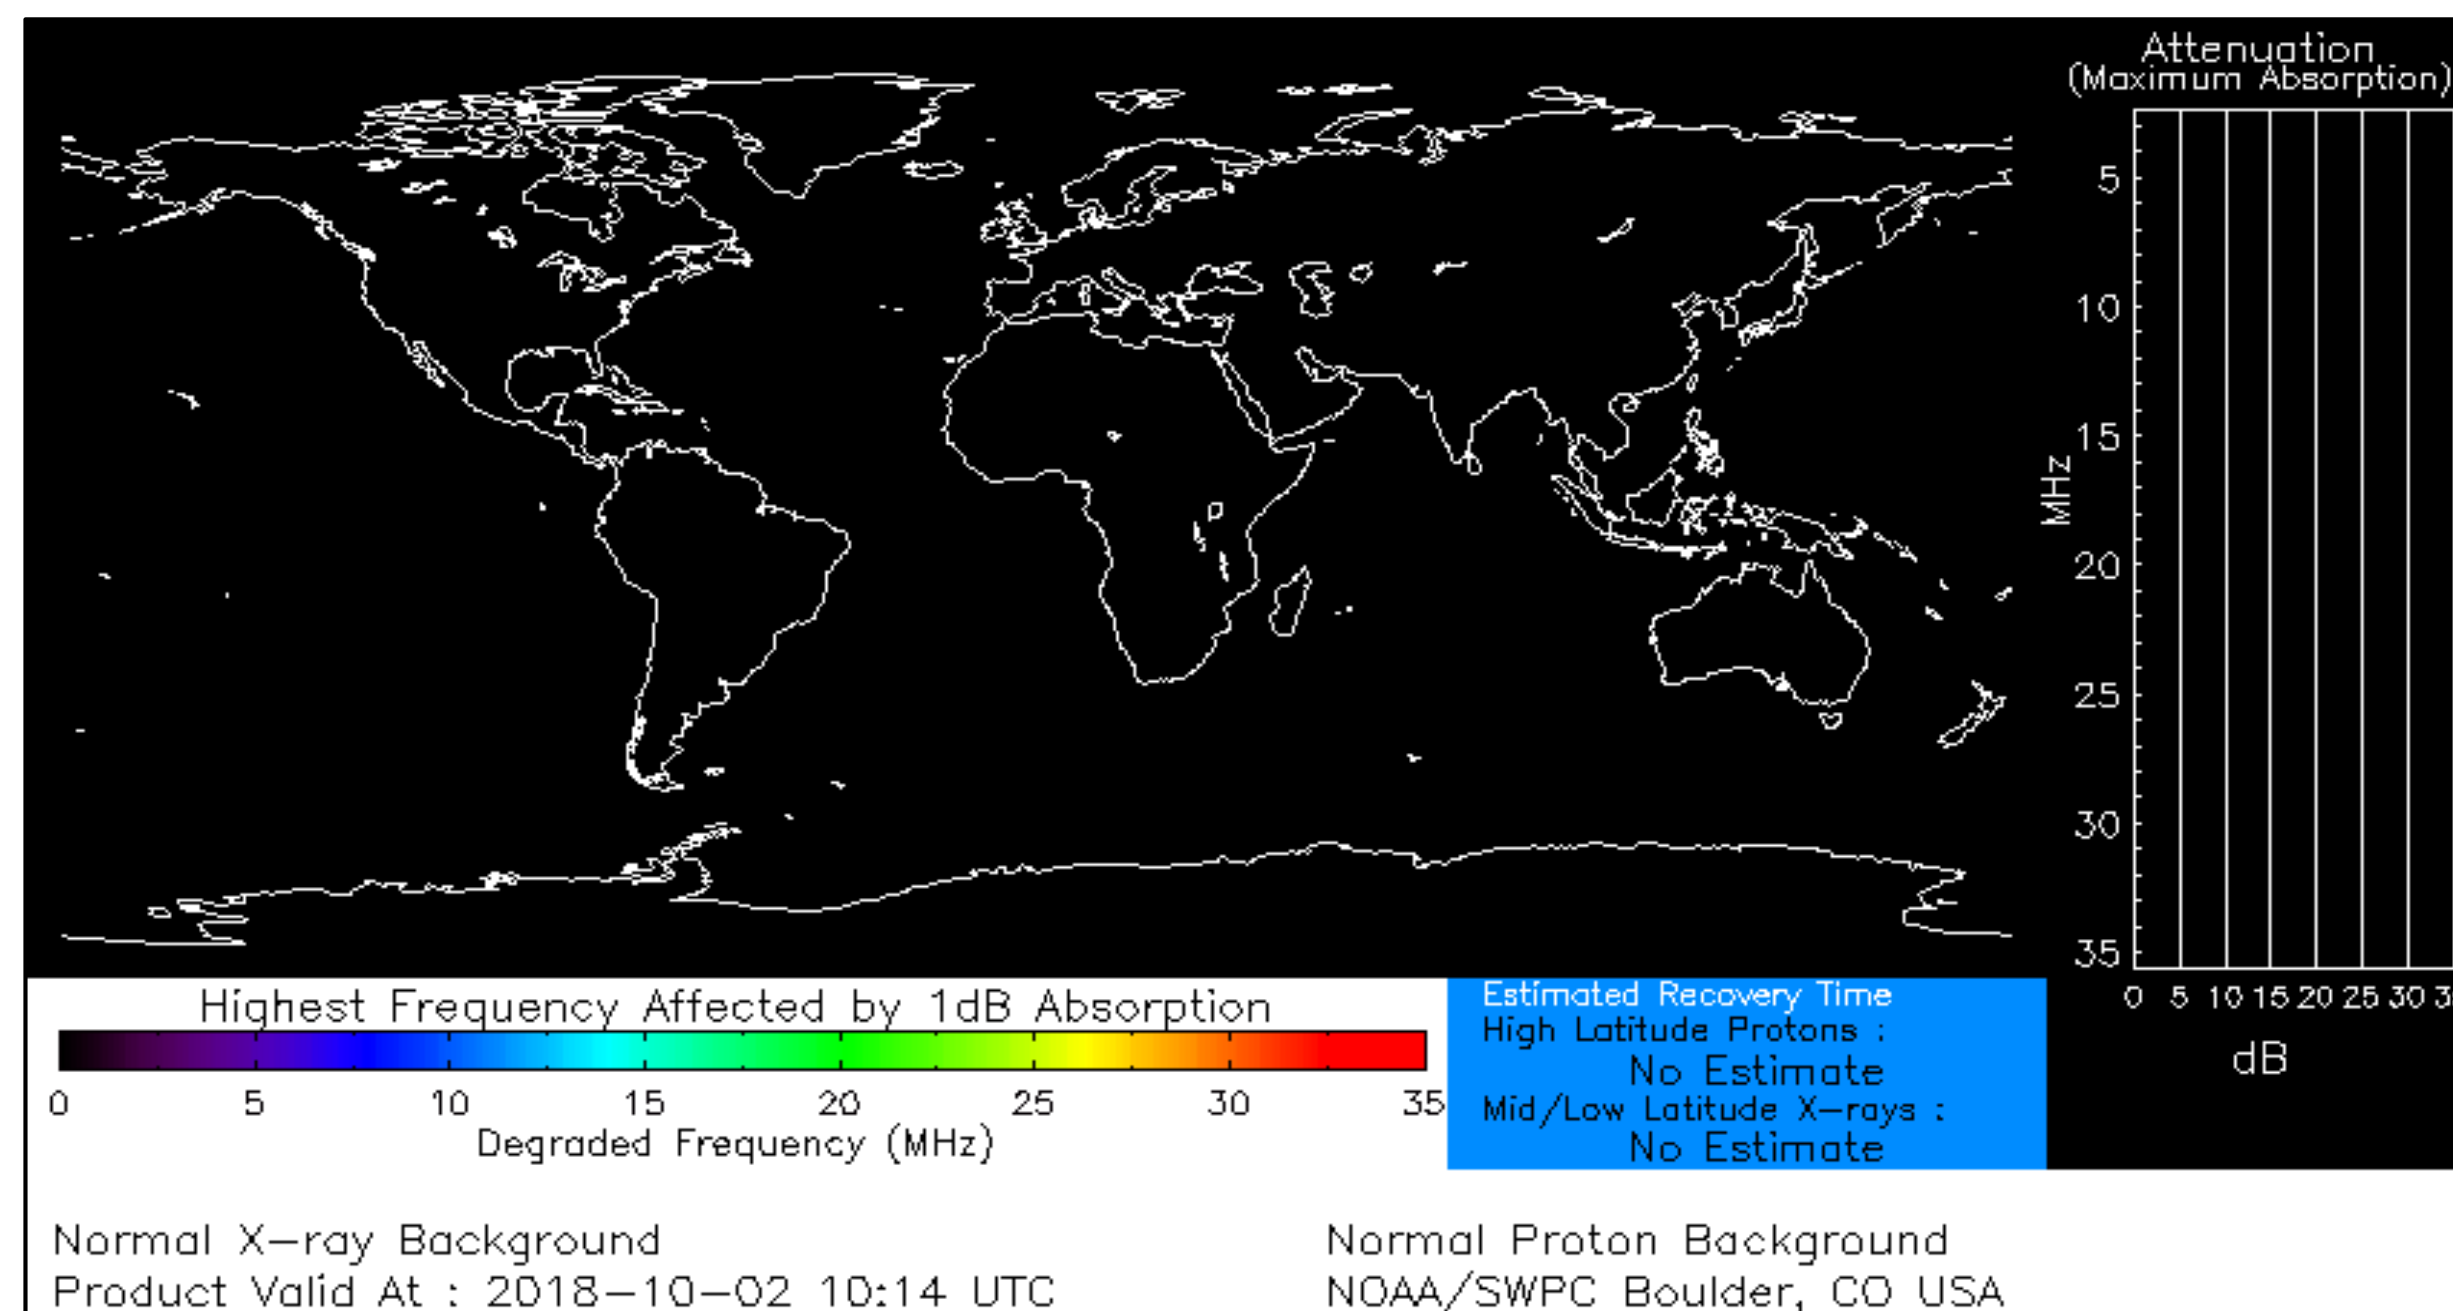 Attenuation
(Maximum Absorption)
5
10
15
20
25
30
35
MHz
0 5 10 15 20 25 30
dB
Highest Frequency Affected by 1dB Absorption
0 5 10 15 20 25 30 35
Degraded Frequency (MHz)
Estimated Recovery Time
High Latitude Protons :
No Estimate
Mid/Low Latitude X-rays :
No Estimate
Normal X-ray Background
Normal Proton Background
Product Valid At : 2018-10-02 10:14 UTC
NOAA/SWPC Boulder, CO USA